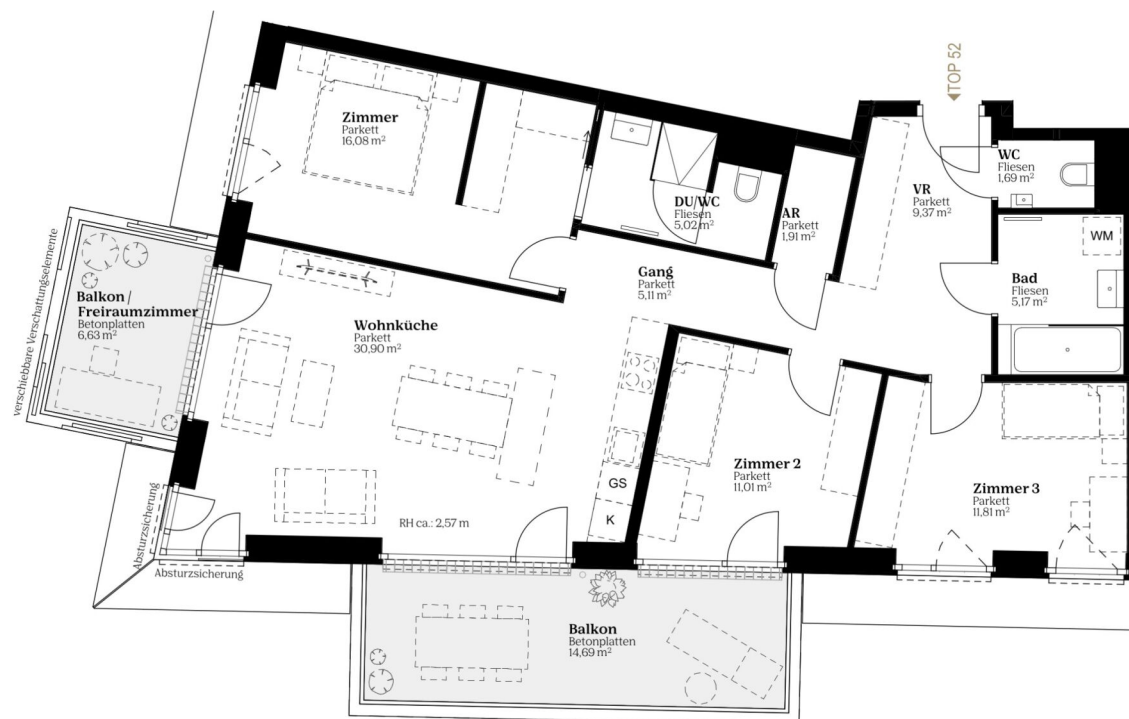 TOP 52
Zimmer
Parkett
16,08 m²
WC
Fliesen
1,69 m²
VR
Parkett
9,37 m²
DU/WC
Fliesen
5,02 m²
AR
Parkett
1,91 m²
WM
Bad
Fliesen
5,17 m²
Gang
Parkett
5,11 m²
verschiebbare Verschattungselemente
Balkon /
Freiraumzimmer
Betonplatten
6,63 m²
Wohnküche
Parkett
30,90 m²
Zimmer 2
Parkett
11,01 m²
Zimmer 3
Parkett
11,81 m²
GS
K
RH ca.: 2,57 m
Absturzsicherung
Absturzsicherung
Balkon
Betonplatten
14,69 m²